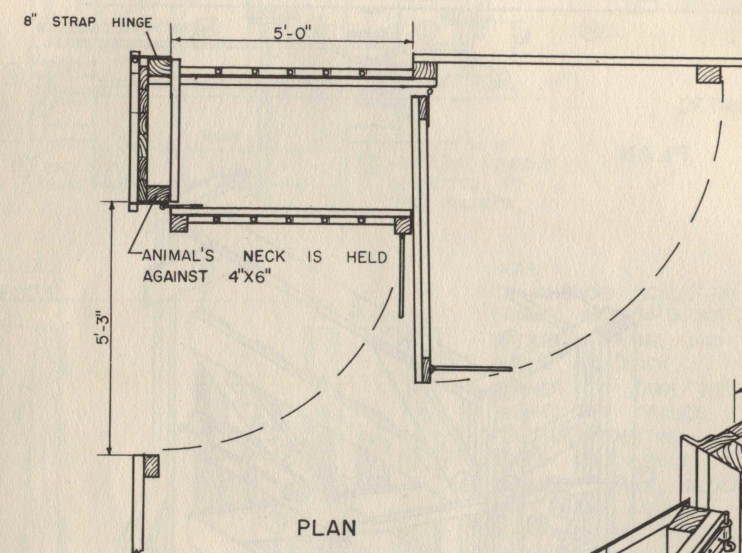 8" STRAP HINGE
5'-0"
ANIMAL'S NECK IS HELD
AGAINST 4"X6"
5'-3"
PLAN